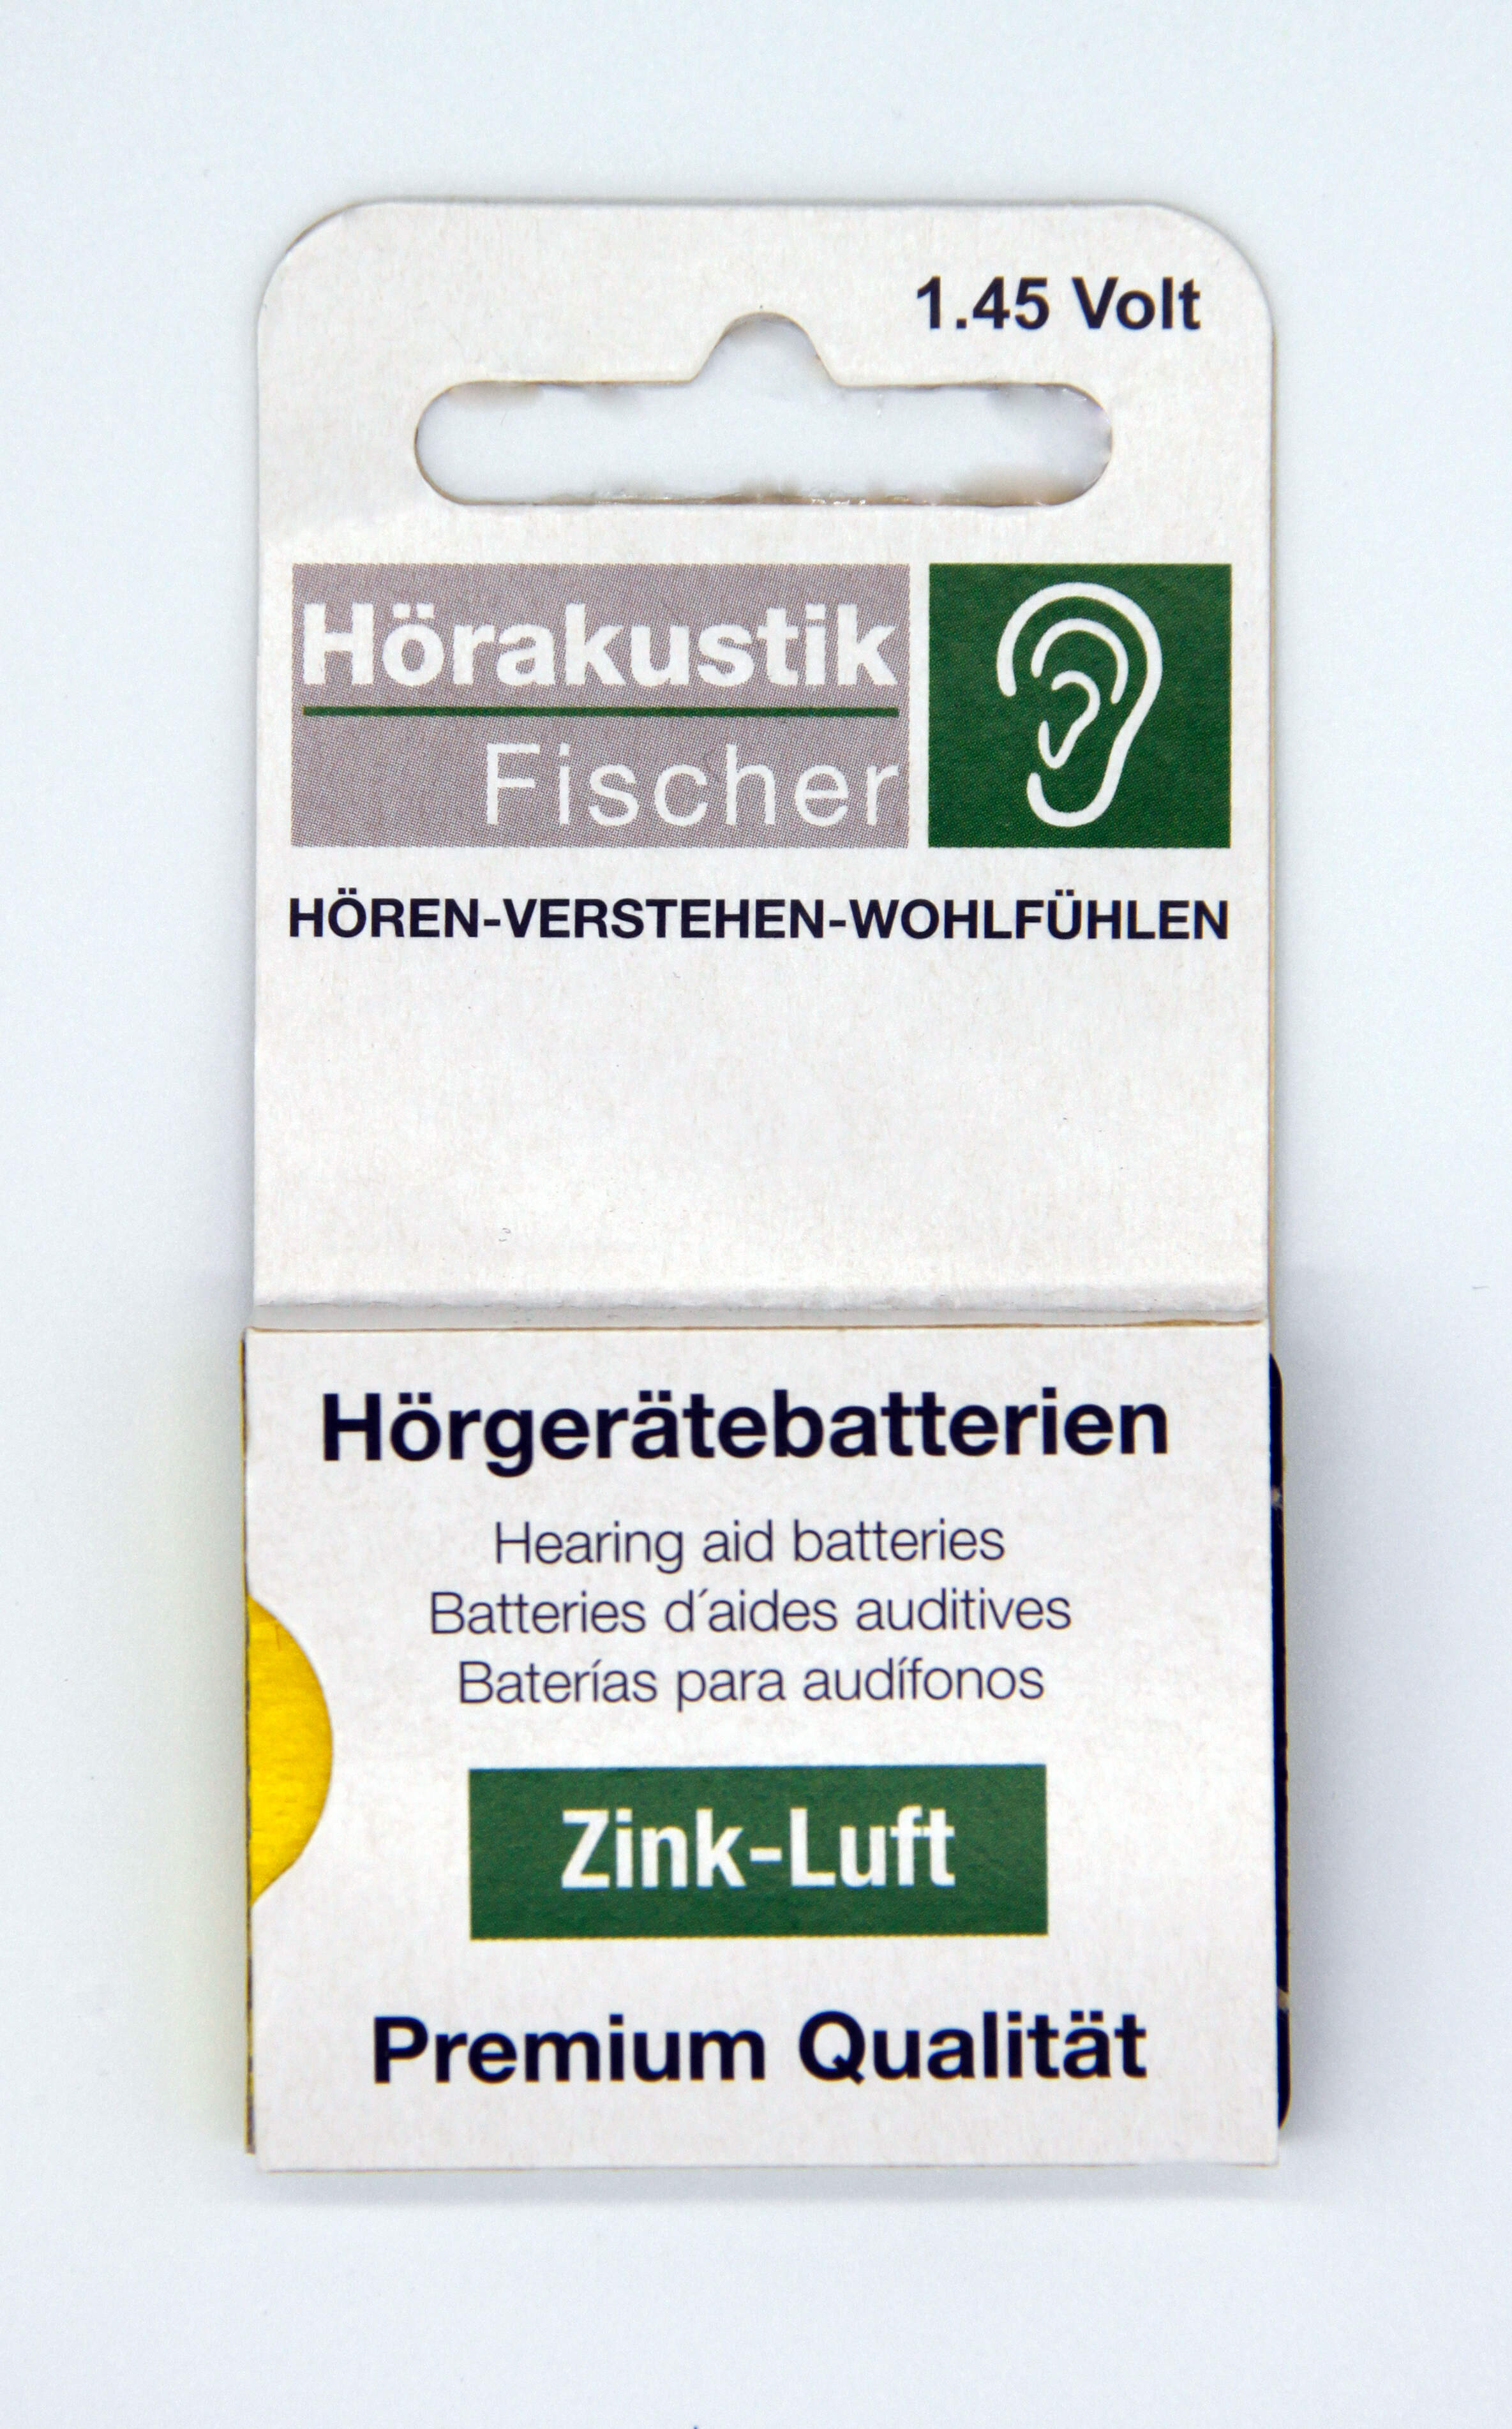 1.45 Volt
Hörakustik
Fischer
HÖREN-VERSTEHEN-WOHLFÜHLEN
Hörgerätebatterien
Hearing aid batteries
Batteries d´aides auditives
Baterías para audífonos
Zink-Luft
Premium Qualität